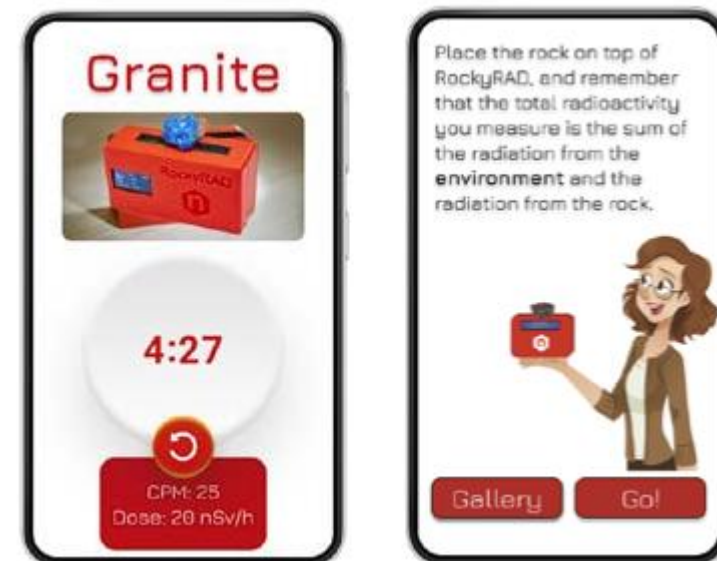 Granite
RockyRAD
4:27
CPM: 25
Dose: 20 nSv/h
Place the rock on top of
RockyRAD, and remember
that the total radioactivity
you measure is the sum of
the radiation from the
environment and the
radiation from the rock.
Gallery
Go!